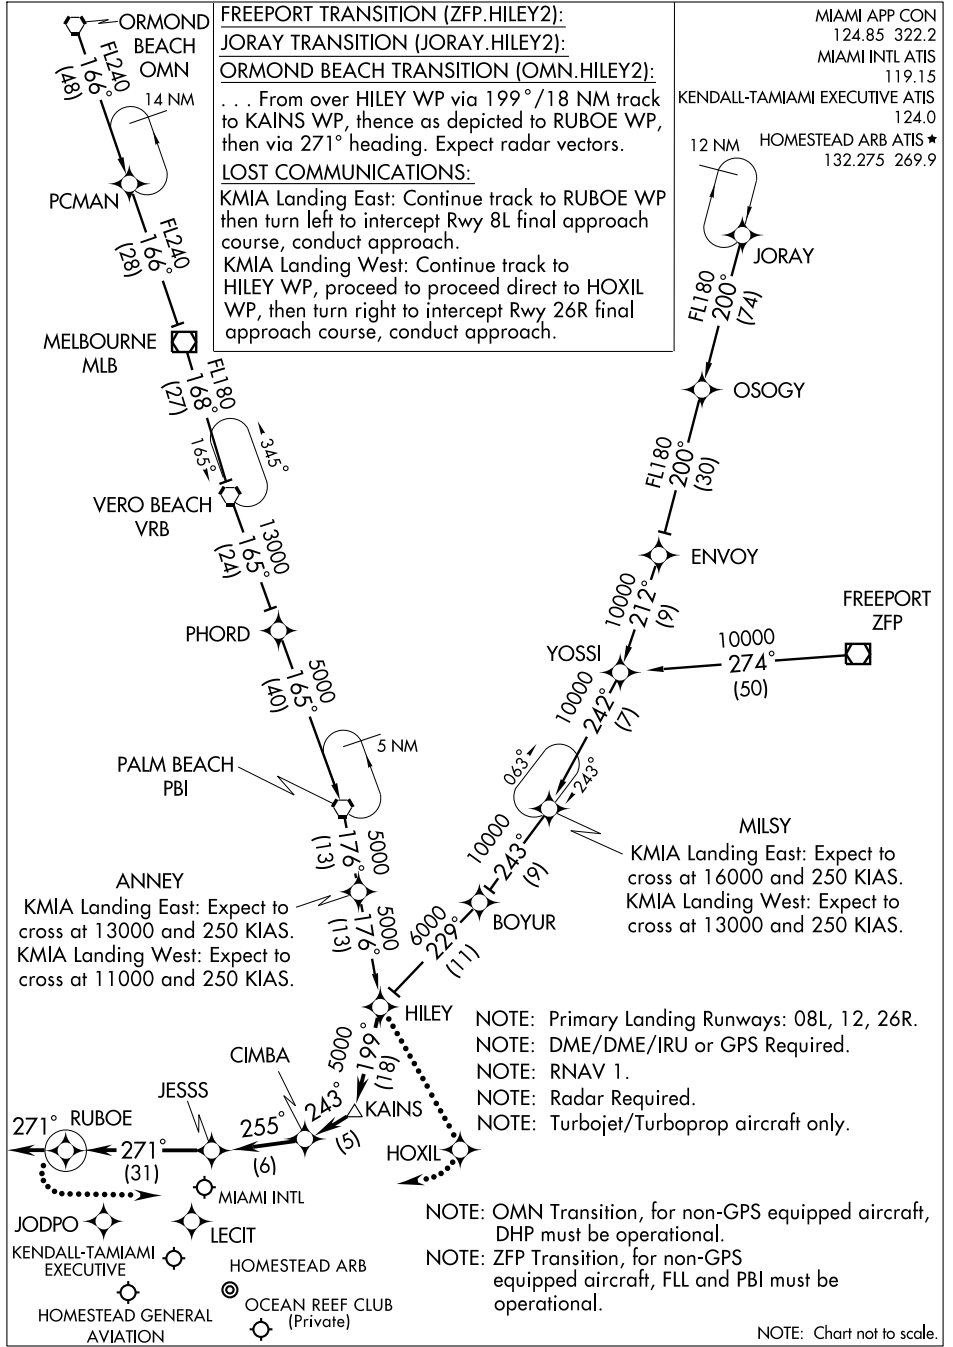 FREEPORT TRANSITION (ZFP.HILEY2):
JORAY TRANSITION (JORAY.HILEY2):
ORMOND BEACH TRANSITION (OMN.HILEY2):
. . . From over HILEY WP via 199°/18 NM track
to KAINS WP, thence as depicted to RUBOE WP,
then via 271° heading. Expect radar vectors.
LOST COMMUNICATIONS:
KMIA Landing East: Continue track to RUBOE WP
then turn left to intercept Rwy 8L final approach
course, conduct approach.
KMIA Landing West: Continue track to
HILEY WP, proceed to proceed direct to HOXIL
WP, then turn right to intercept Rwy 26R final
approach course, conduct approach.
MIAMI APP CON
124.85 322.2
MIAMI INTL ATIS
119.15
KENDALL-TAMIAMI EXECUTIVE ATIS
124.0
HOMESTEAD ARB ATIS ★
132.275 269.9
ORMOND
BEACH
OMN
FL240
166°
(48)
14 NM
PCMAN
FL240
166°
(28)
MELBOURNE
MLB
FL180
168°
(27)
165°
345°
VERO BEACH
VRB
13000
165°
(24)
PHORD
5000
165°
(40)
5 NM
PALM BEACH
PBI
5000
176°
(13)
ANNEY
KMIA Landing East: Expect to
cross at 13000 and 250 KIAS.
KMIA Landing West: Expect to
cross at 11000 and 250 KIAS.
5000
176°
(13)
12 NM
JORAY
FL180
200°
(74)
OSOGY
FL180
200°
(30)
ENVOY
10000
212°
(9)
FREEPORT
ZFP
10000
274°
(50)
YOSSI
10000
242°
(7)
063°
243°
MILSY
KMIA Landing East: Expect to
cross at 16000 and 250 KIAS.
KMIA Landing West: Expect to
cross at 13000 and 250 KIAS.
10000
243°
(9)
BOYUR
6000
229°
(11)
HILEY
5000
199°
(18)
KAINS
CIMBA
243°
(5)
JESSS
255°
(6)
RUBOE
271°
(31)
271°
HOXIL
MIAMI INTL
JODPO
LECIT
KENDALL-TAMIAMI
EXECUTIVE
HOMESTEAD ARB
HOMESTEAD GENERAL
AVIATION
OCEAN REEF CLUB
(Private)
NOTE: Primary Landing Runways: 08L, 12, 26R.
NOTE: DME/DME/IRU or GPS Required.
NOTE: RNAV 1.
NOTE: Radar Required.
NOTE: Turbojet/Turboprop aircraft only.
NOTE: OMN Transition, for non-GPS equipped aircraft,
DHP must be operational.
NOTE: ZFP Transition, for non-GPS
equipped aircraft, FLL and PBI must be
operational.
NOTE: Chart not to scale.